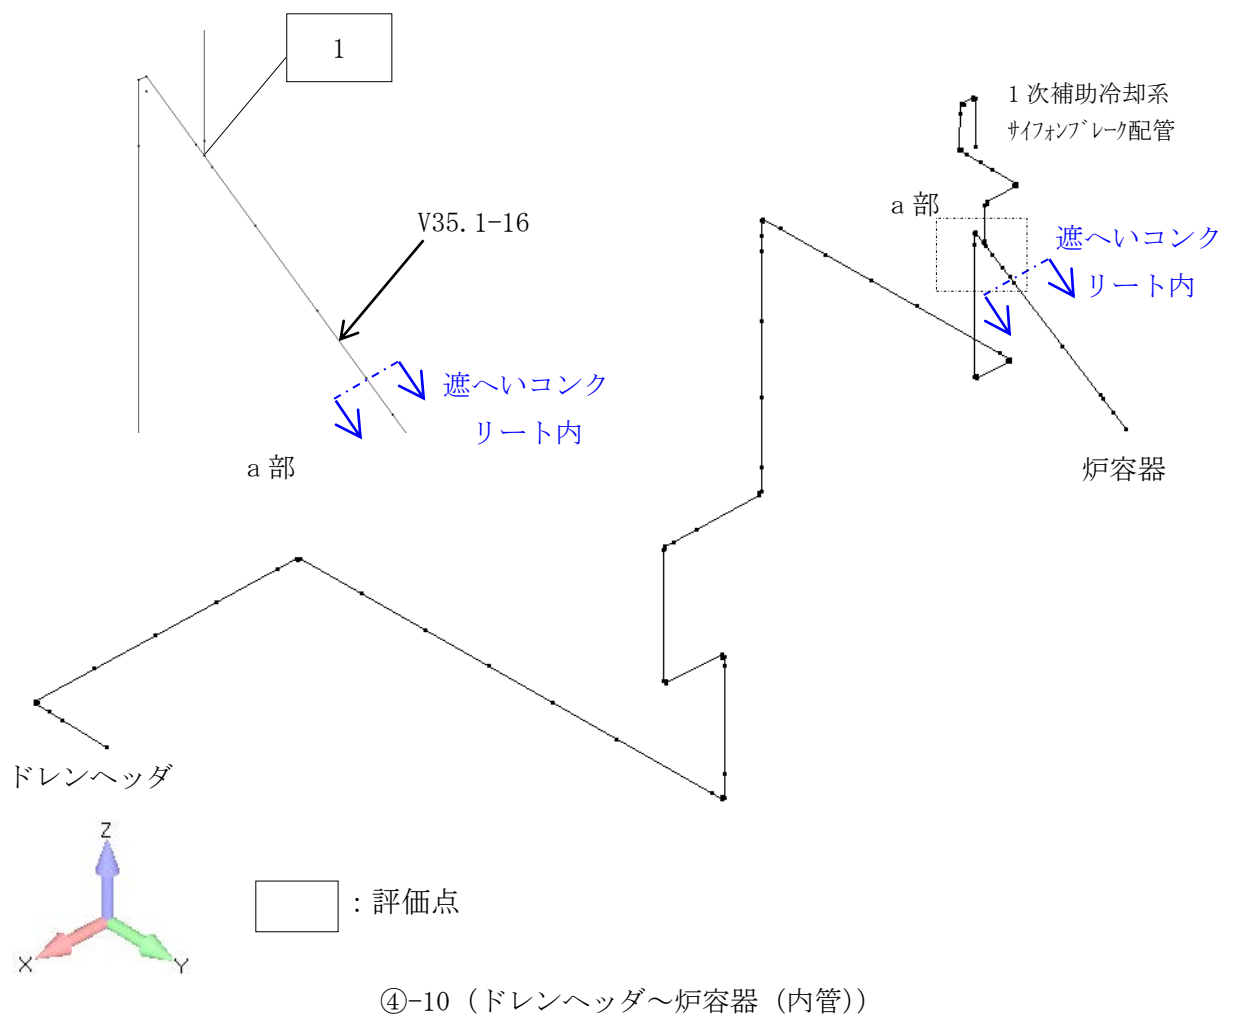 1
V35.1-16
遮へいコンク
リート内
a部
1次補助冷却系
サイフォンブレーク配管
a部
遮へいコンク
リート内
炉容器
ドレンヘッダ
Z
X
Y
：評価点
④-10（ドレンヘッダ～炉容器（内管））